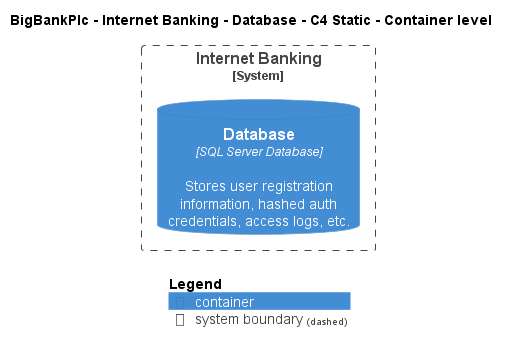 BigBankPlc - Internet Banking - Database - C4 Static - Container level
Internet Banking
[System]
Database
[SQL Server Database]
Stores user registration
information, hashed auth
credentials, access logs, etc.
Legend
container
system boundary (dashed)